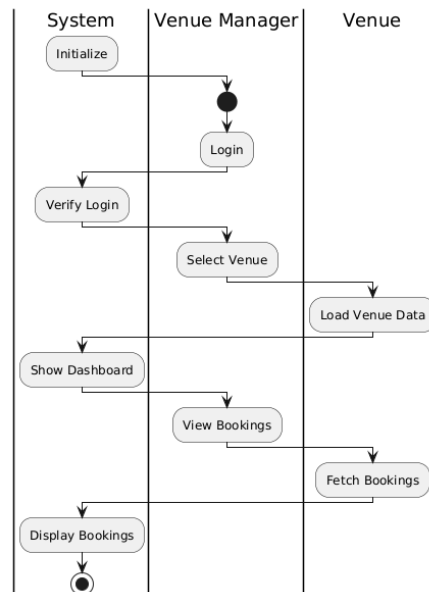 System
Venue Manager
Venue
Initialize
Login
Verify Login
Select Venue
Load Venue Data
Show Dashboard
View Bookings
Fetch Bookings
Display Bookings